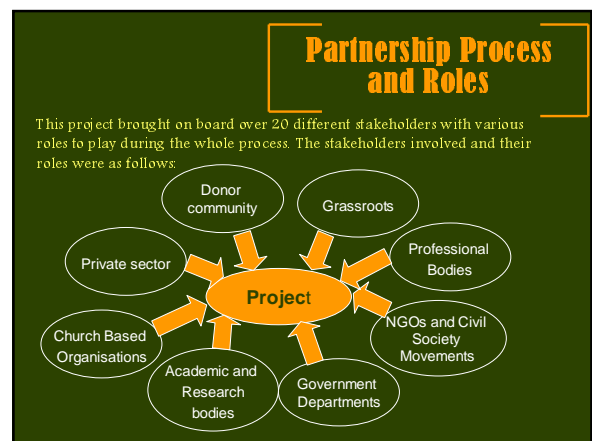 Partnership Process
and Roles
This project brought on board over 20 different stakeholders with various
roles to play during the whole process. The stakeholders involved and their
roles were as follows:
Donor
community
Grassroots
Private sector
Professional
Bodies
Project
Church Based
Organisations
NGOs and Civil
Society
Movements
Academic and
Research
bodies
Government
Departments